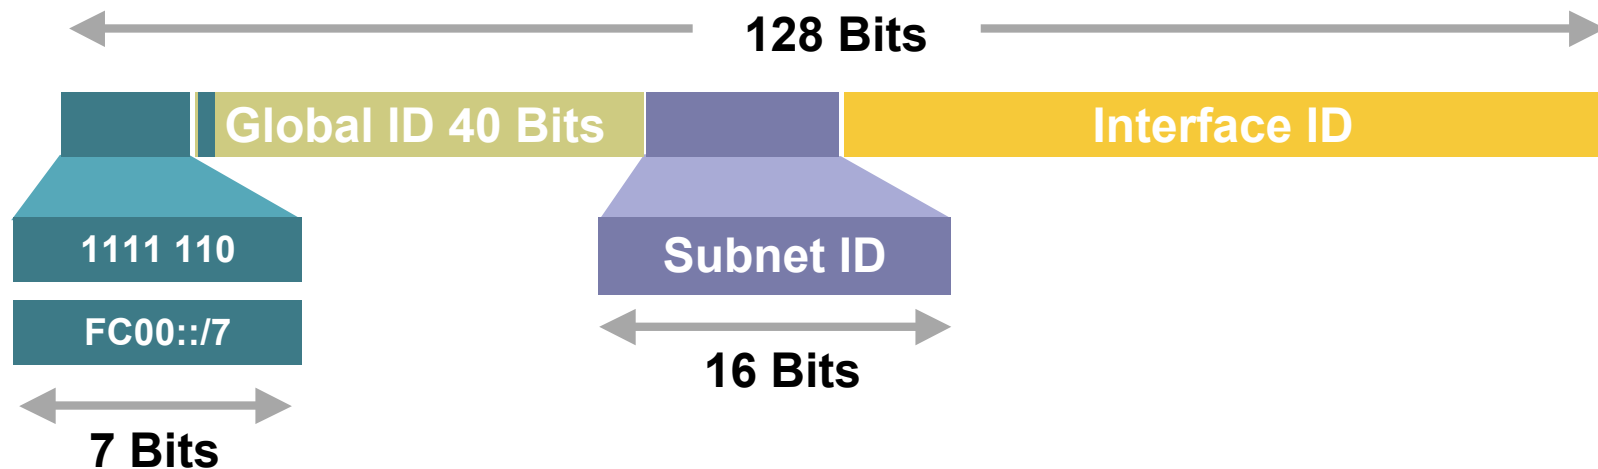 128 Bits
Global ID 40 Bits
Interface ID
1111 110
Subnet ID
FC00::/7
16 Bits
7 Bits